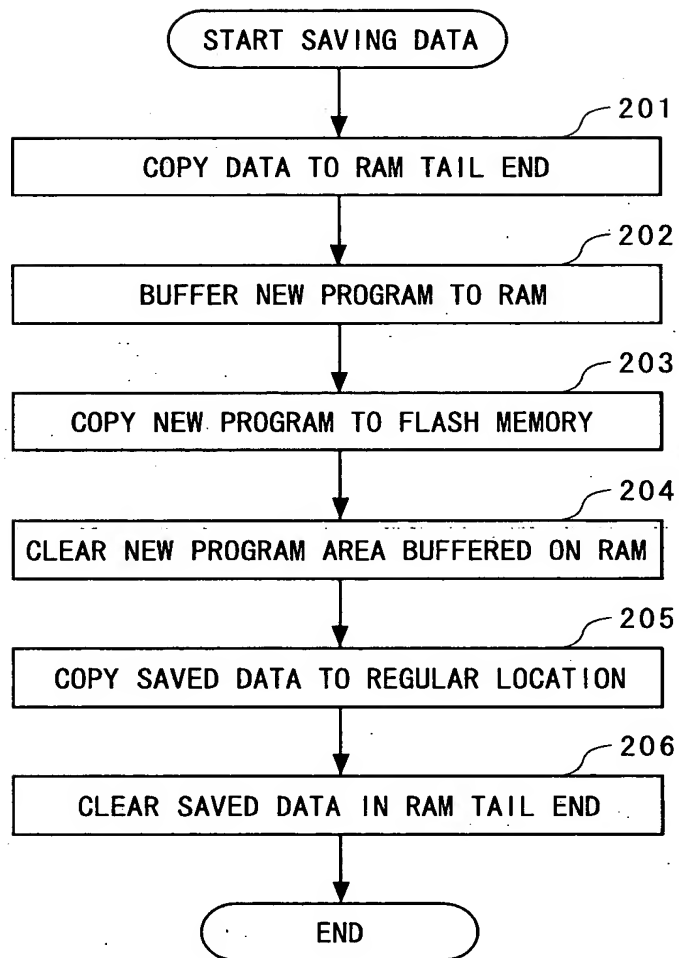 START SAVING DATA
201
COPY DATA TO RAM TAIL END
202
BUFFER NEW PROGRAM TO RAM
203
COPY NEW PROGRAM TO FLASH MEMORY
204
CLEAR NEW PROGRAM AREA BUFFERED ON RAM
205
COPY SAVED DATA TO REGULAR LOCATION
206
CLEAR SAVED DATA IN RAM TAIL END
END